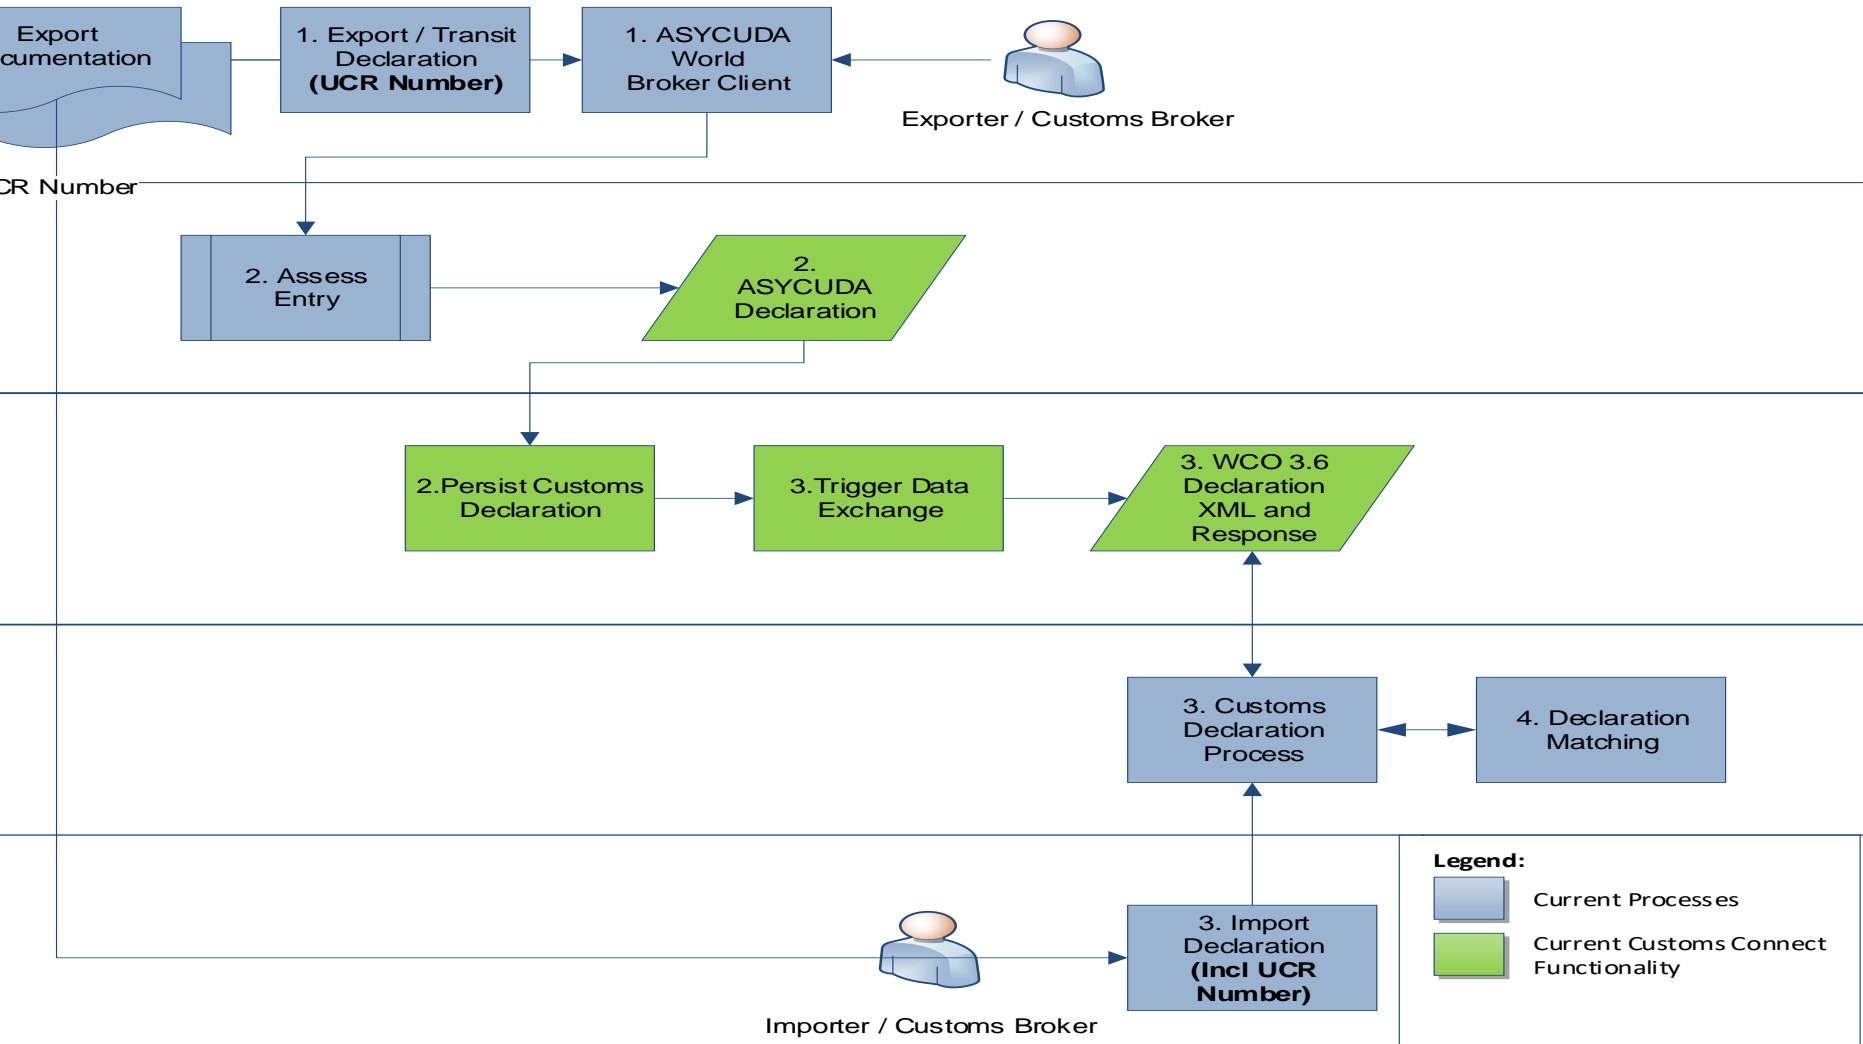 Export
cumentation
1. Export / Transit
Declaration
(UCR Number)
1. ASYCUDA
World
Broker Client
Exporter / Customs Broker
CR Number
2. Assess
Entry
2.
ASYCUDA
Declaration
2.Persist Customs
Declaration
3.Trigger Data
Exchange
3. WCO 3.6
Declaration
XML and
Response
3. Customs
Declaration
Process
4. Declaration
Matching
3. Import
Declaration
(Incl UCR
Number)
Importer / Customs Broker
Legend:
Current Processes
Current Customs Connect
Functionality